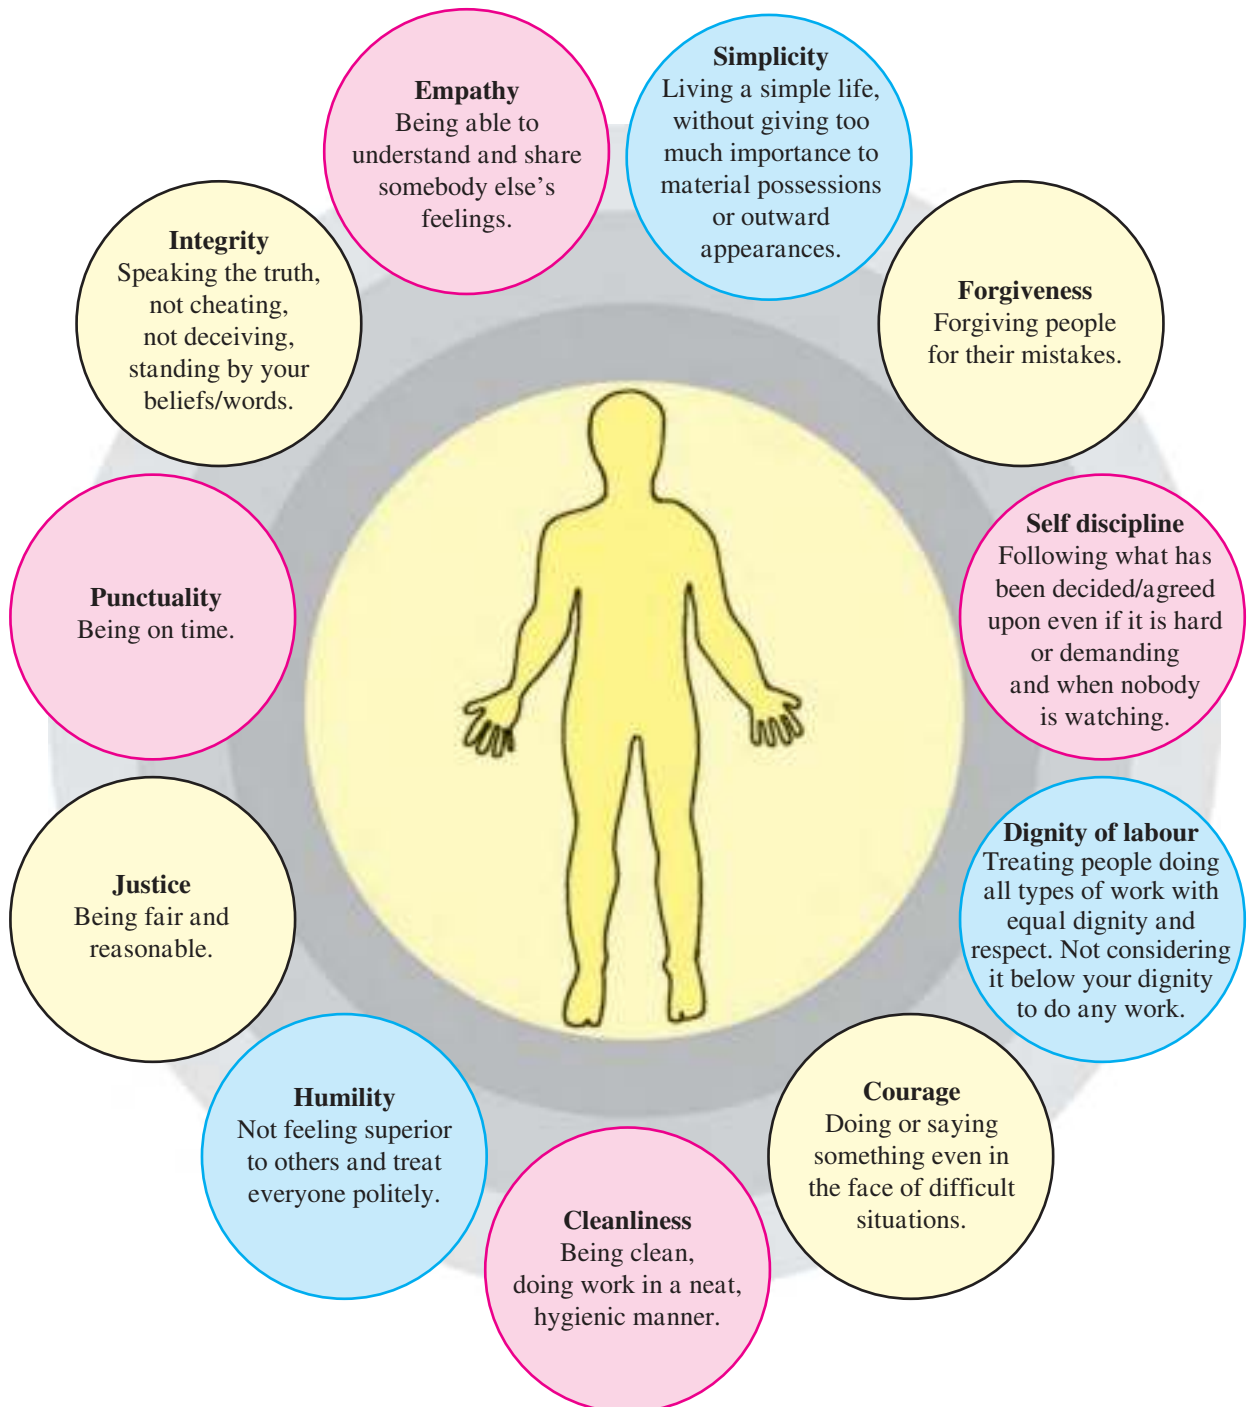 Simplicity
Living a simple life,
without giving too
much importance to
material possessions
or outward
appearances.
Forgiveness
Forgiving people
for their mistakes.
Self discipline
Following what has
been decided/agreed
upon even if it is hard
or demanding
and when nobody
is watching.
Dignity of labour
Treating people doing
all types of work with
equal dignity and
respect. Not considering
it below your dignity
to do any work.
Courage
Doing or saying
something even in
the face of difficult
situations.
Cleanliness
Being clean,
doing work in a neat,
hygienic manner.
Humility
Not feeling superior
to others and treat
everyone politely.
Justice
Being fair and
reasonable.
Punctuality
Being on time.
Integrity
Speaking the truth,
not cheating,
not deceiving,
standing by your
beliefs/words.
Empathy
Being able to
understand and share
somebody else’s
feelings.